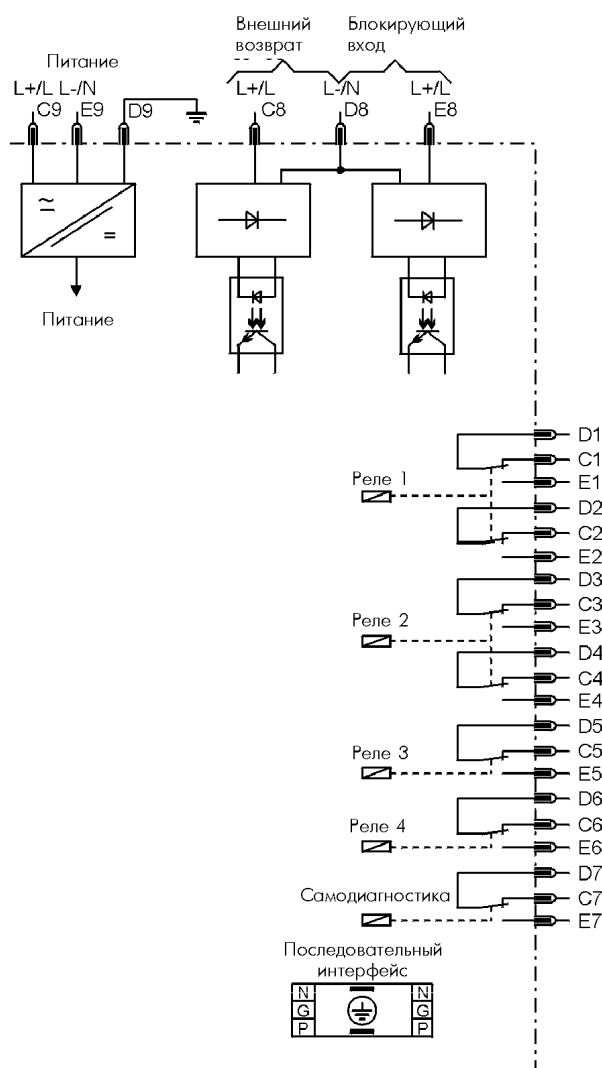 Внешний Блокирующий
возврат вход
Питание
L+/L L-/N L+/L L-/N L+/L
C9 E9 D9 C8 D8 E8
Питание
D1
C1
Реле 1 E1
D2
C2
E2
D3
C3
Реле 2 E3
D4
C4
E4
D5
C5
Реле 3 E5
D6
C6
Реле 4 E6
D7
Самодиагностика C7
E7
Последовательный
интерфейс
N N
G G
P P